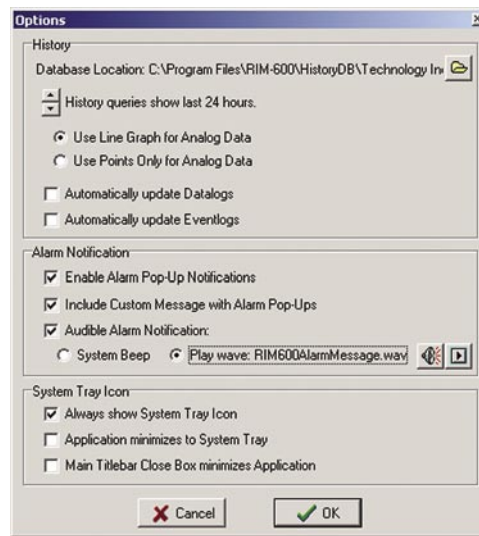 Options
History
Database Location: C:\Program Files\RIM-600\HistoryDB\Technology
History queries show last 24 hours.
Use Line Graph for Analog Data
Use Points Only for Analog Data
Automatically update Datalogs
Automatically update Eventlogs
Alarm Notification
Enable Alarm Pop-Up Notifications
Include Custom Message with Alarm Pop-Ups
Audible Alarm Notification:
System Beep Play wave: RIM600AlarmMessage.wav
System Tray Icon
Always show System Tray Icon
Application minimizes to System Tray
Main Titlebar Close Box minimizes Application
Cancel OK